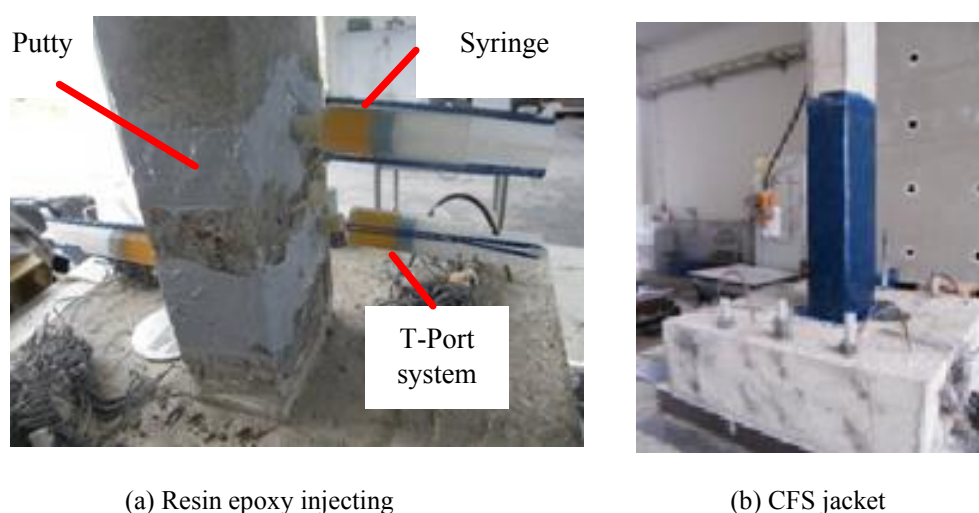 Putty
Syringe
T-Port
system
(a) Resin epoxy injecting
(b) CFS jacket